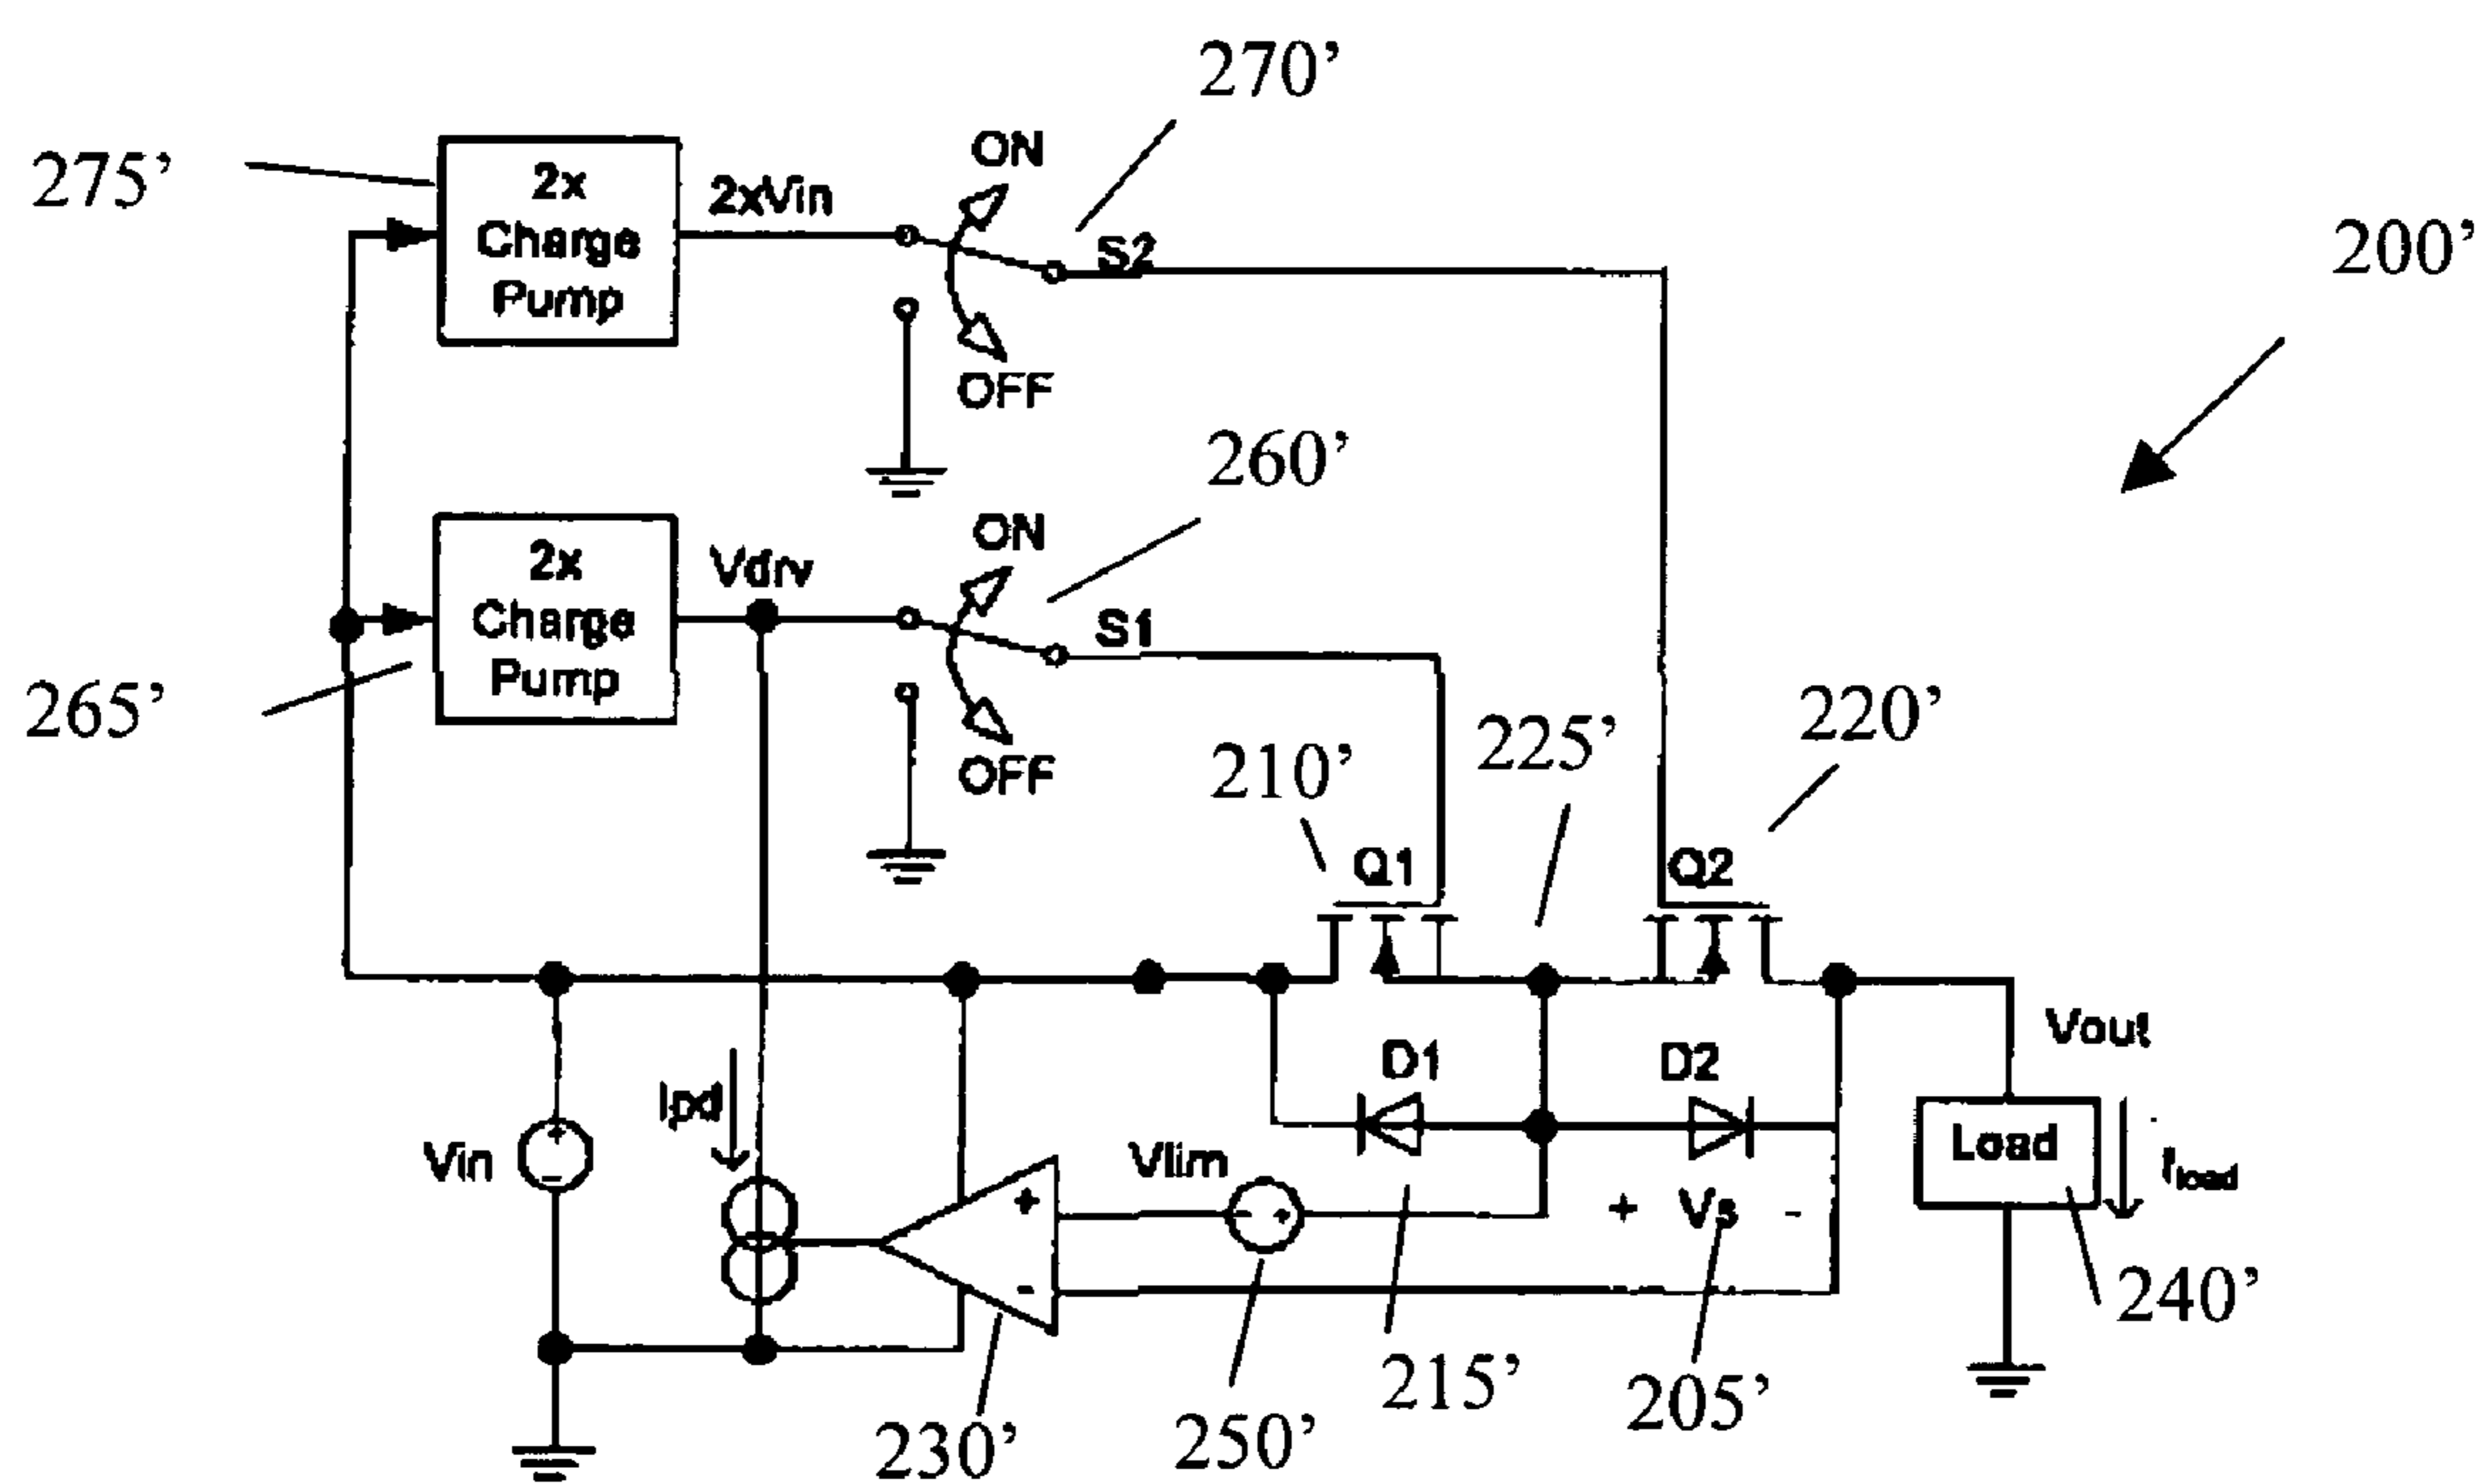 270’
ON
275’
2x
Charge
Pump
2xVin
S2
200’
OFF
260’
ON
2x
Charge
Pump
Vdrv
S1
265’
OFF
210’
225’
220’
Q1
Q2
Vout
D1
D2
Ipd
Vin
Vlim
+
-
+
-
-
+
+ Vs -
Load
Iload
240’
215’
205’
230’
250’